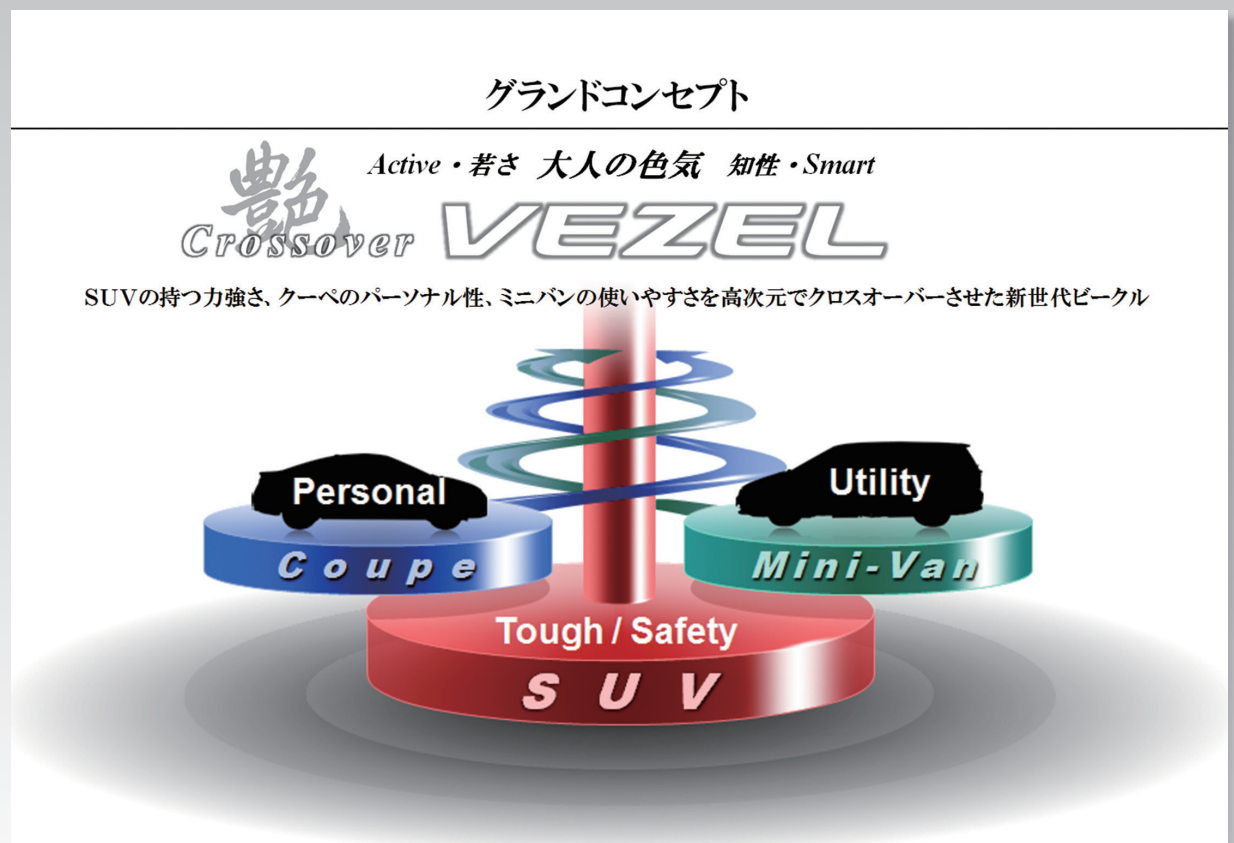 グランドコンセプト
Active・若さ 大人の色気 知性・Smart
艶
Crossover VEZEL
SUVの持つ力強さ、クーペのパーソナル性、ミニバンの使いやすさを高次元でクロスオーバーさせた新世代ビークル
Personal
Utility
Coupe
Mini-Van
Tough / Safety
SUV